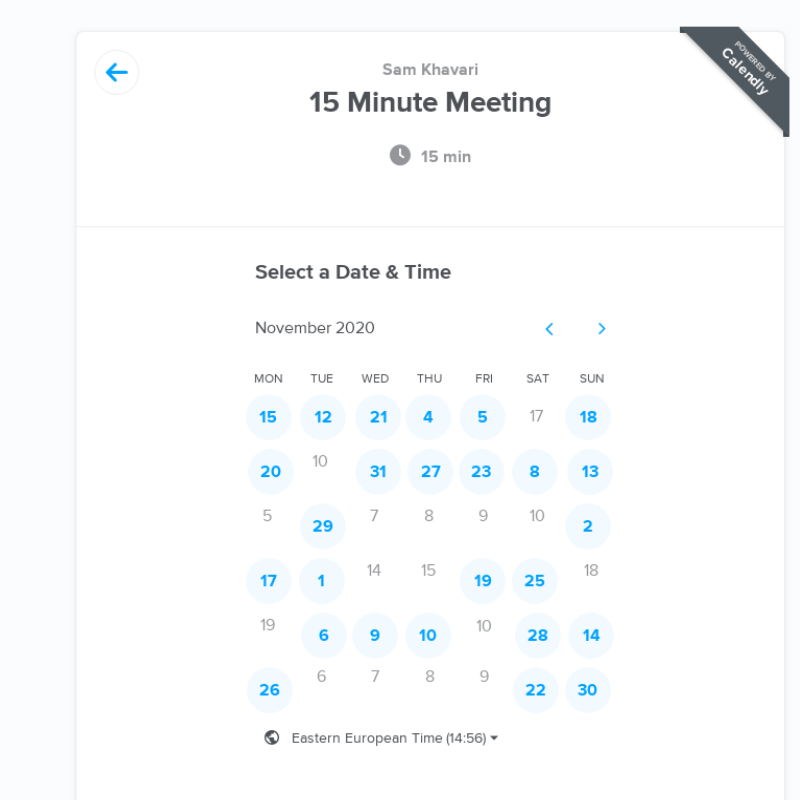 POWERED BY
Calendly
Sam Khavari
15 Minute Meeting
15 min
Select a Date & Time
November 2020
MON TUE WED THU FRI SAT SUN
15 12 21 4 5 17 18
20 10 31 27 23 8 13
5 29 7 8 9 10 2
17 1 14 15 19 25 18
19 6 9 10 10 28 14
26 6 7 8 9 22 30
Eastern European Time (14:56)